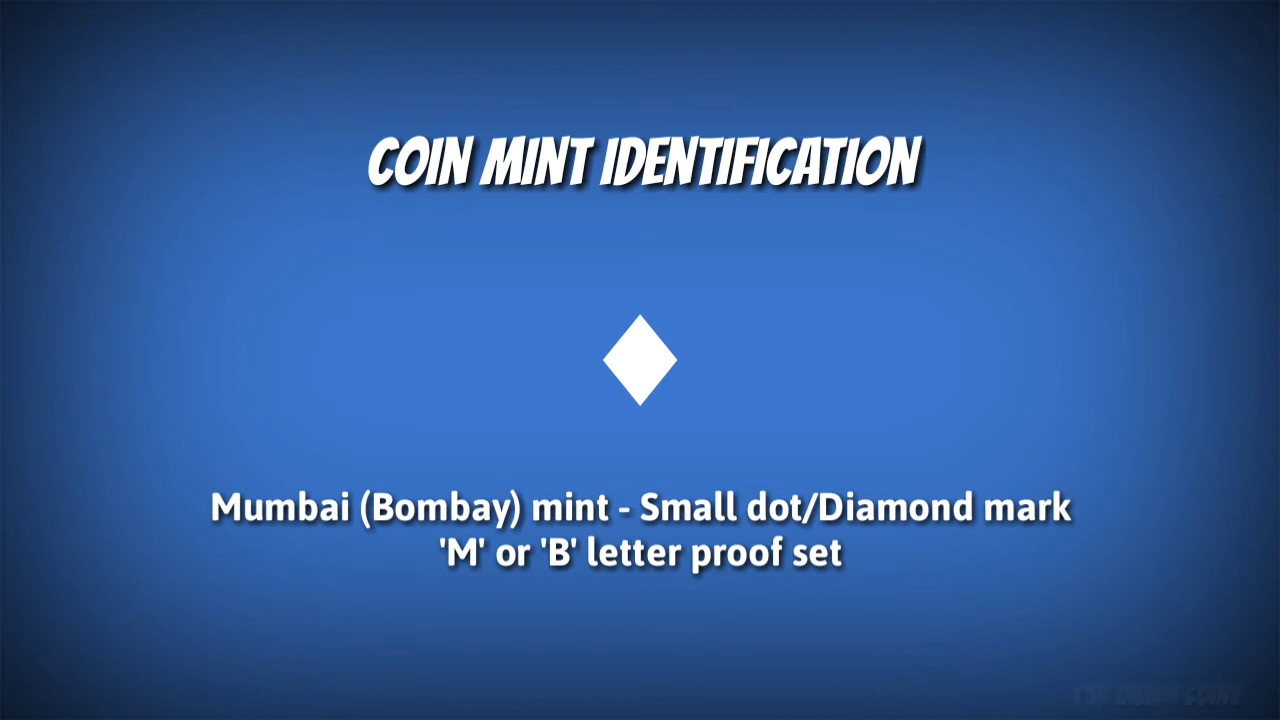 COIN MINT IDENTIFICATION
Mumbai (Bombay) mint - Small dot/Diamond mark
'M' or 'B' letter proof set